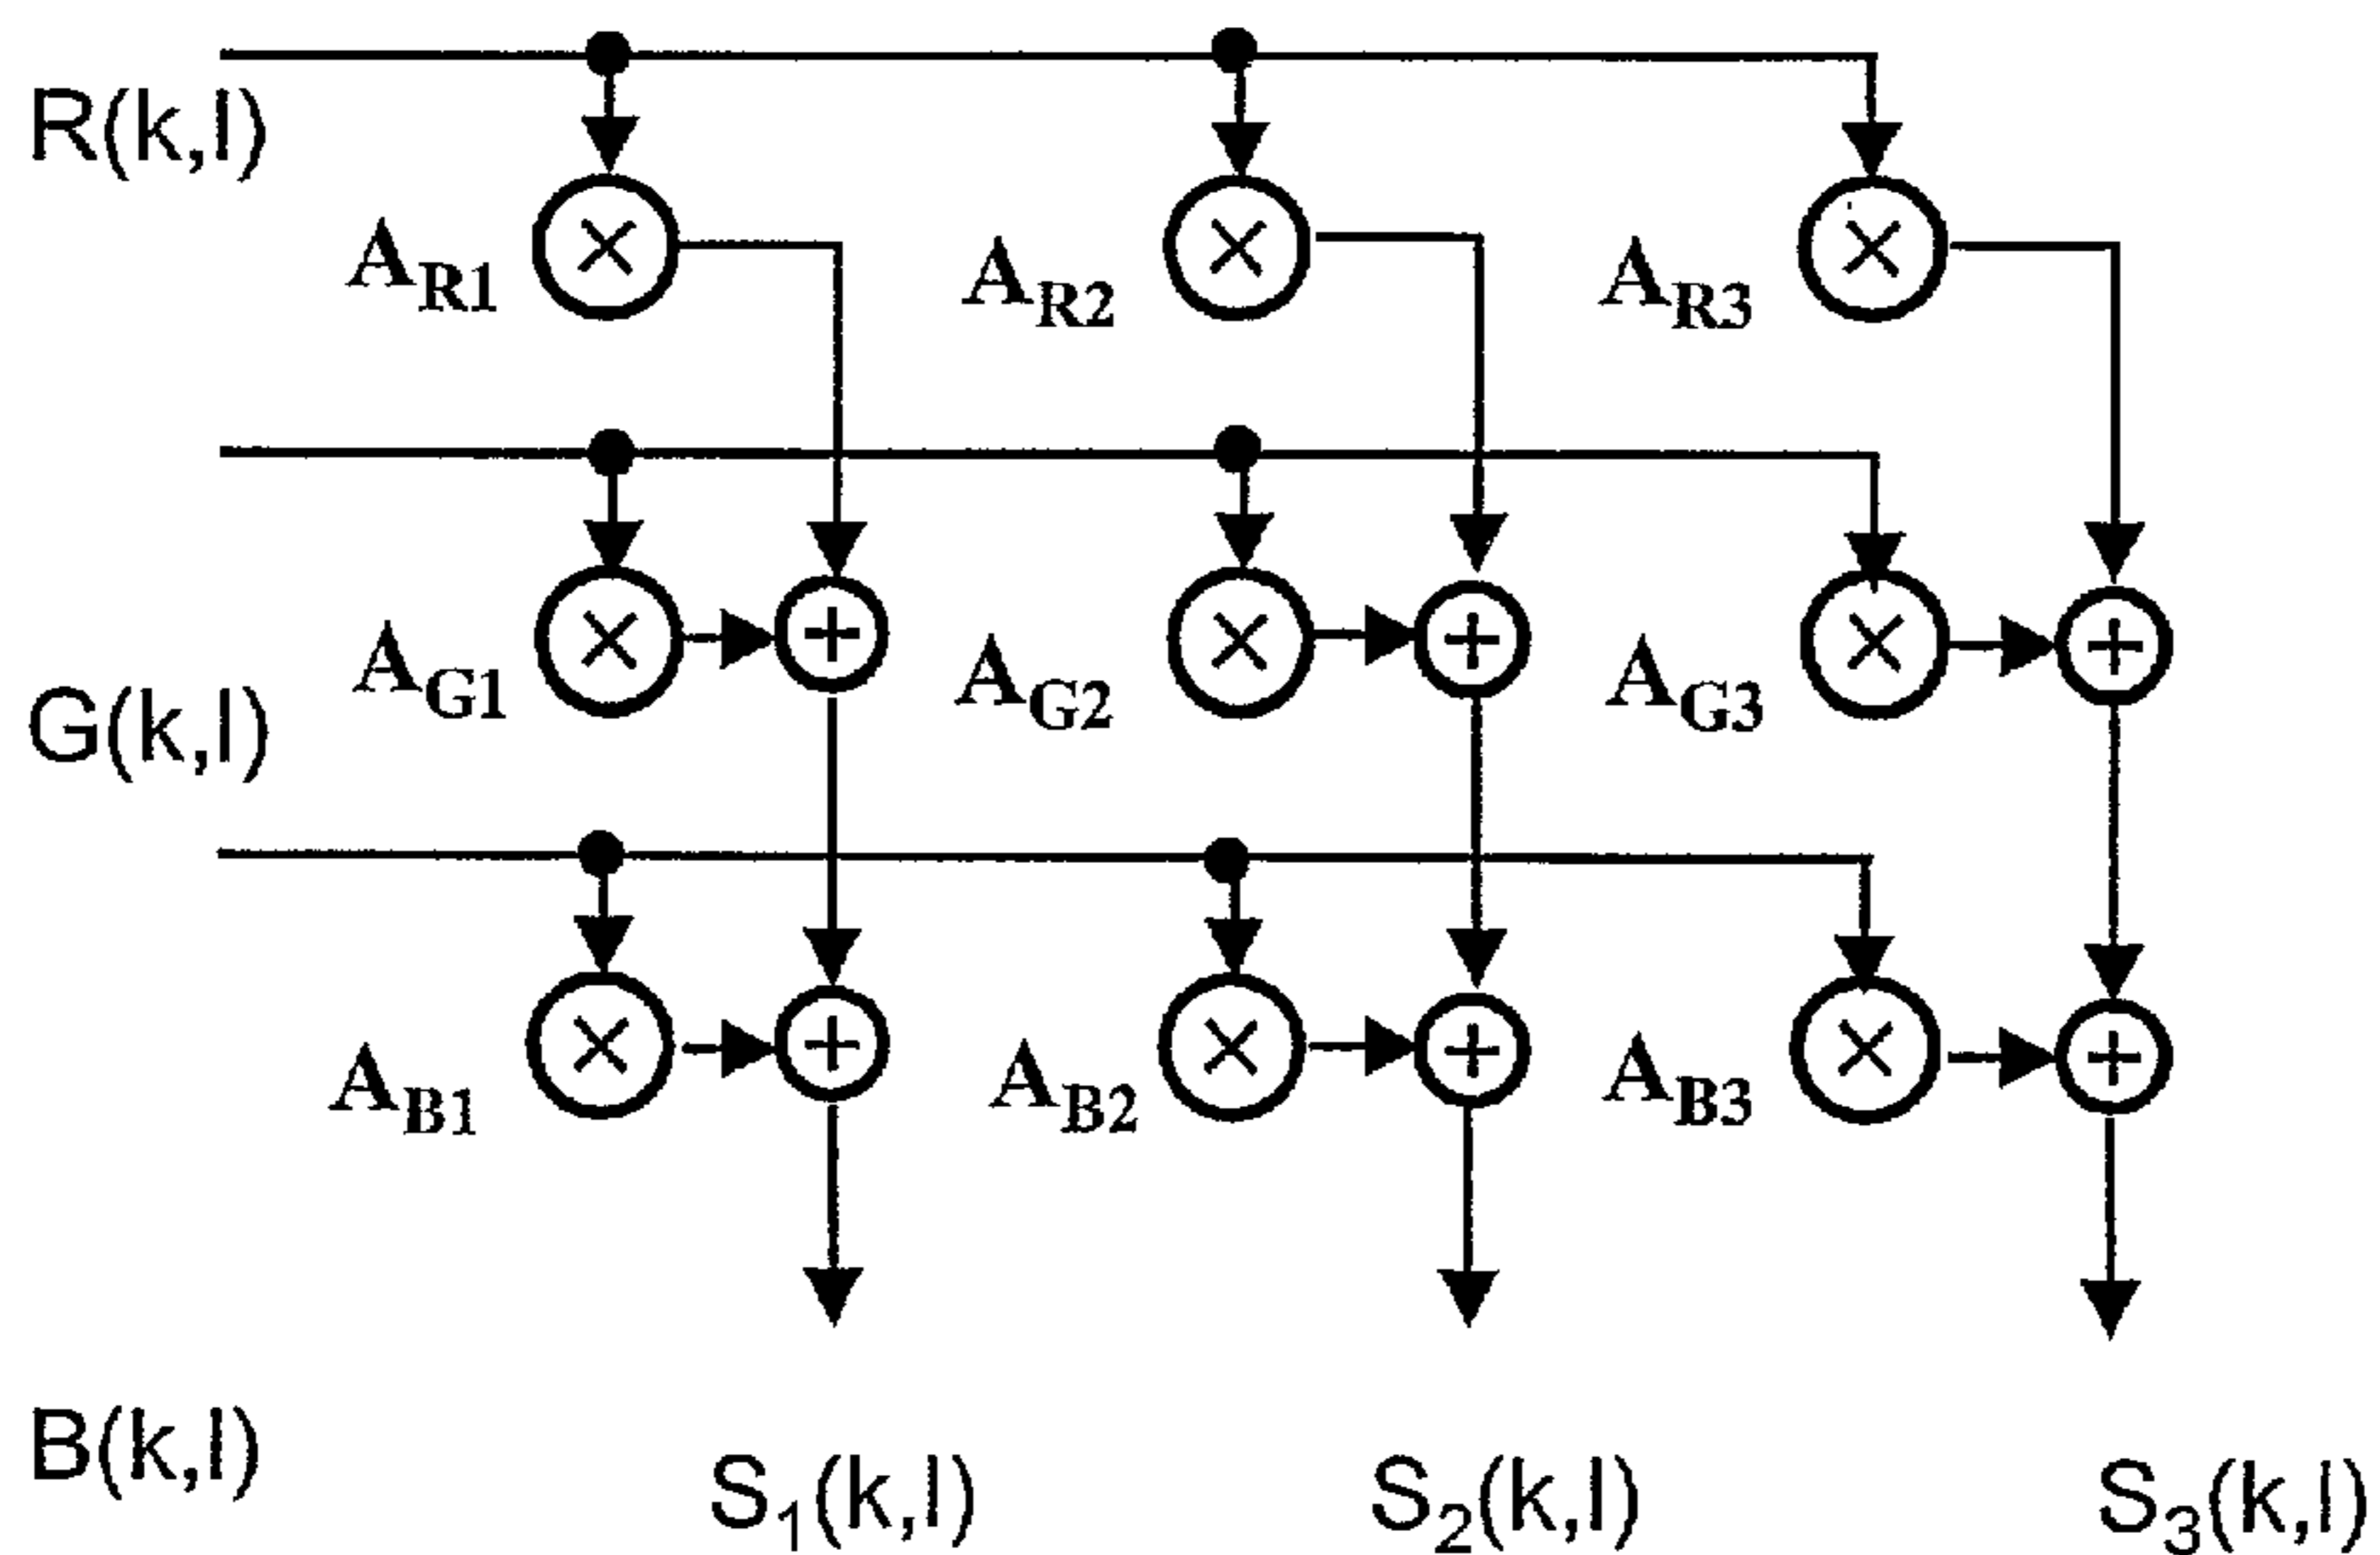 R(k,l)
A_R1 A_R2 A_R3
A_G1 A_G2 A_G3
G(k,l)
A_B1 A_B2 A_B3
B(k,l) S_1(k,l) S_2(k,l) S_3(k,l)